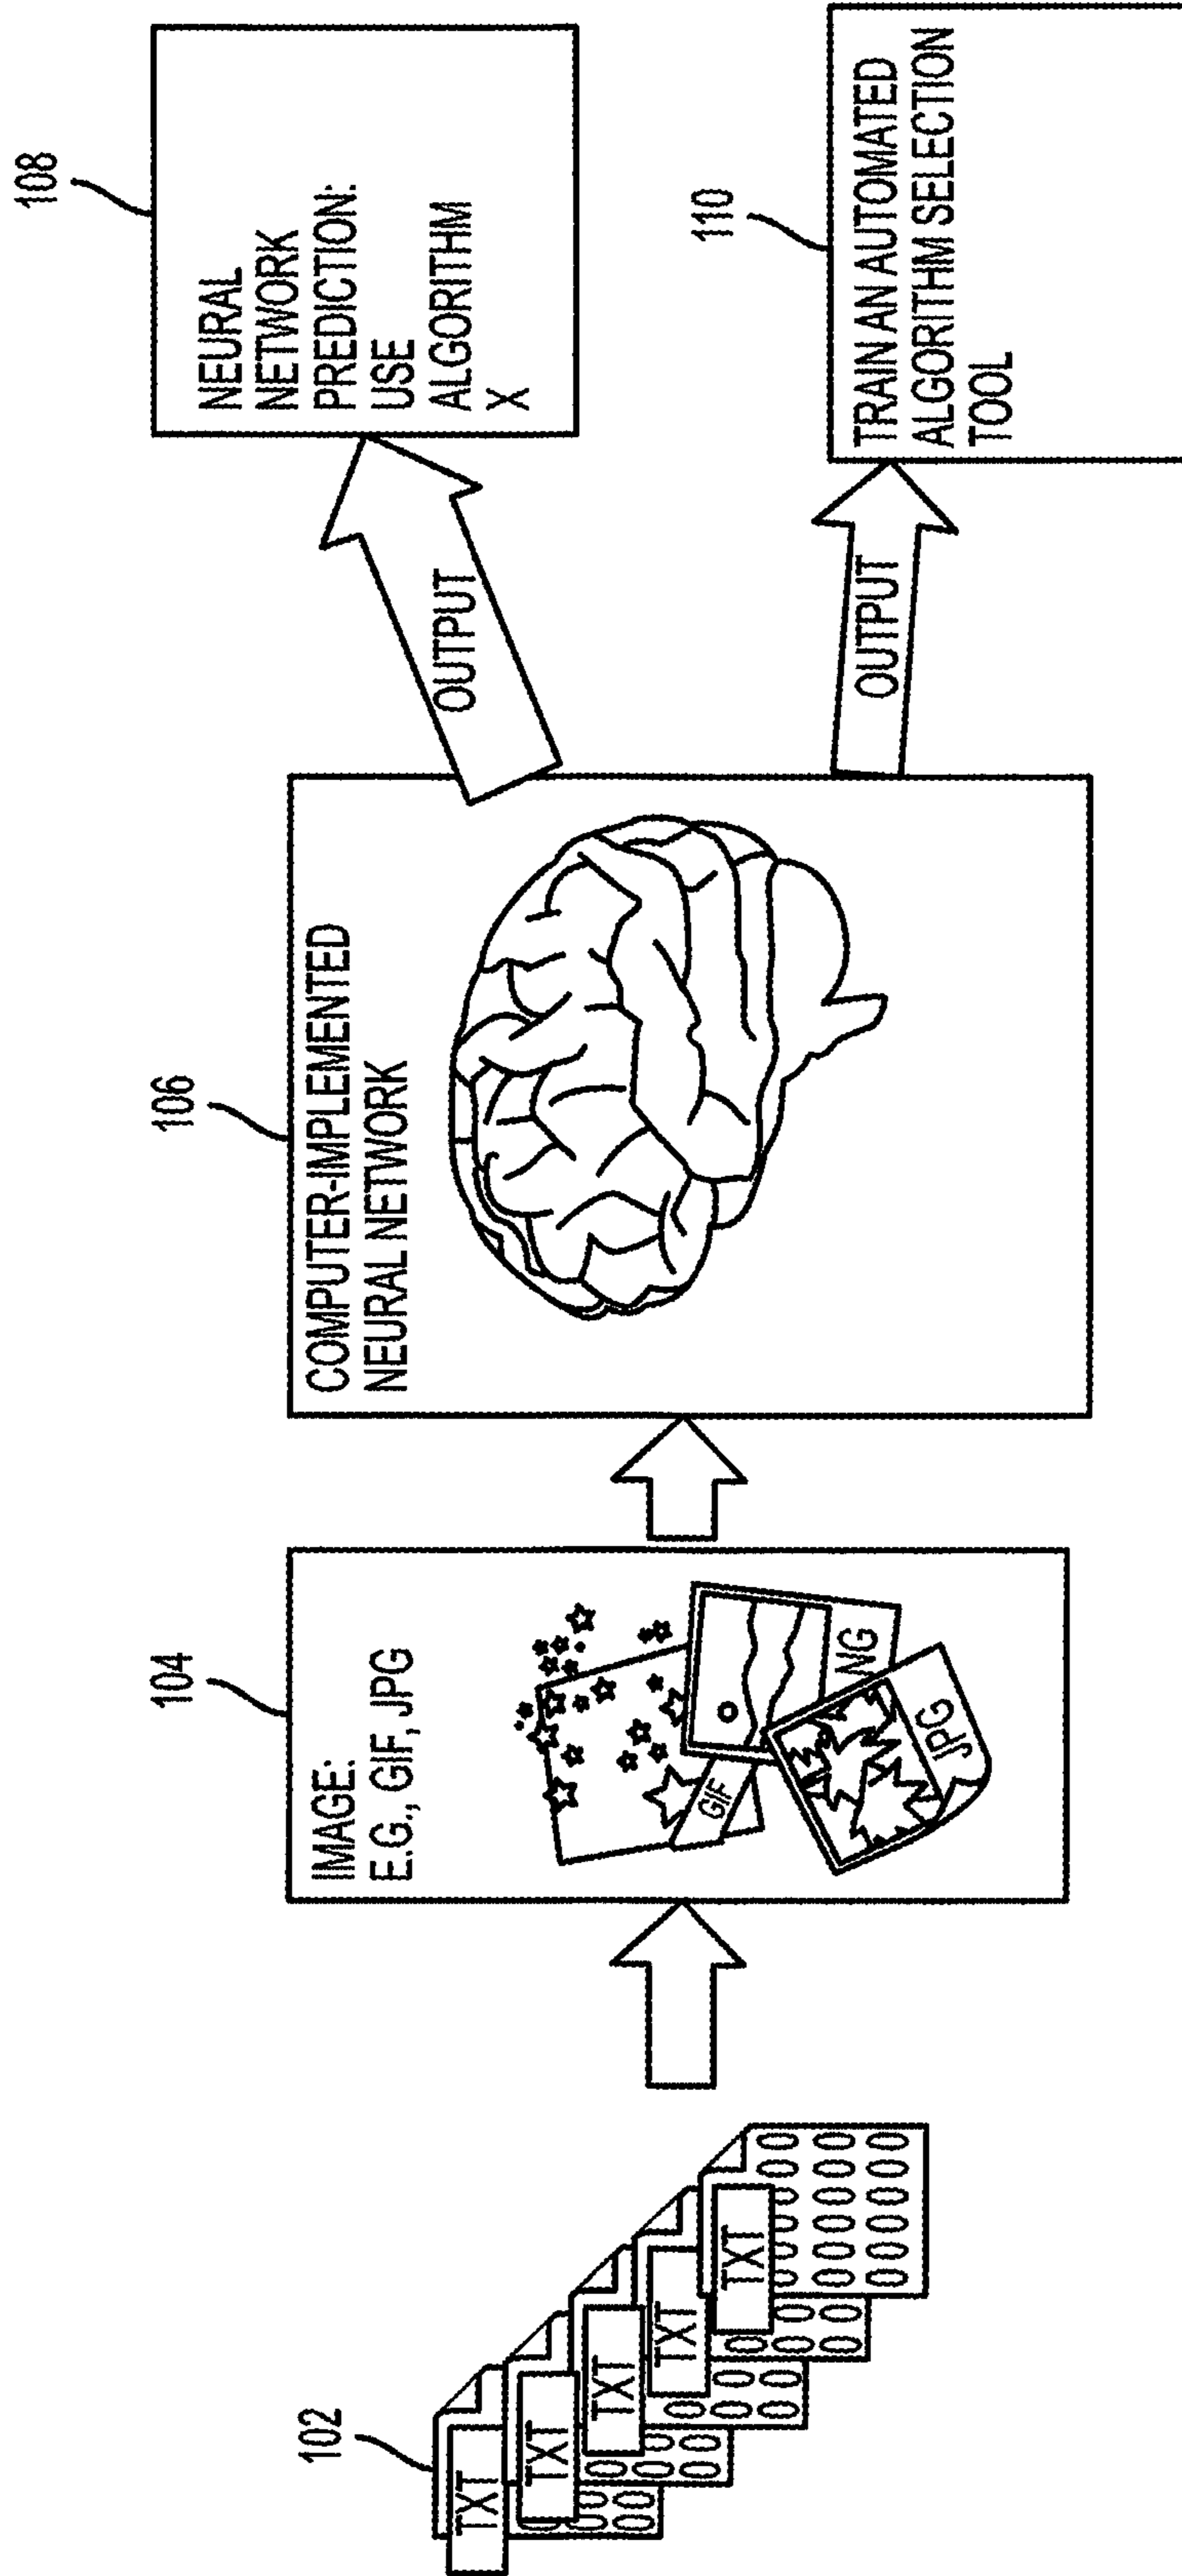 102
TXT
TXT
TXT
TXT
TXT
104
IMAGE:
E.G., GIF, JPG
GIF
NG
JPG
106
COMPUTER-IMPLEMENTED
NEURAL NETWORK
OUTPUT
OUTPUT
108
NEURAL
NETWORK
PREDICTION:
USE
ALGORITHM
X
110
TRAIN AN AUTOMATED
ALGORITHM SELECTION
TOOL